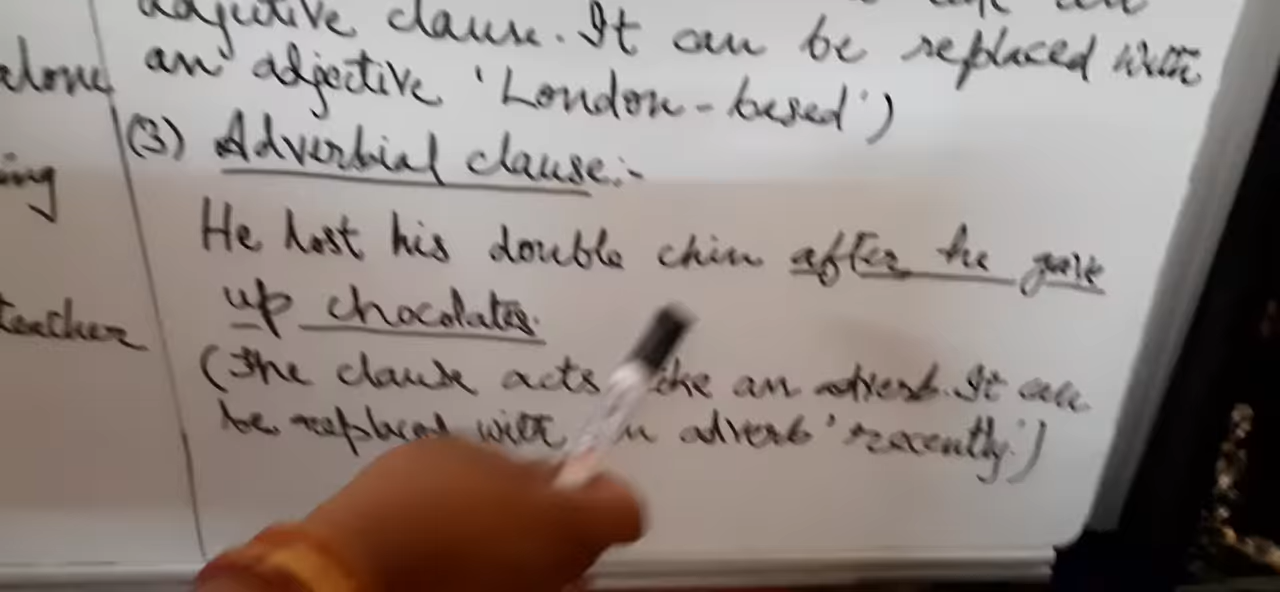 adjective clause. It can be replaced with
alone an adjective 'London-based')
(3) Adverbial clause:-
ing
He lost his double chin after he gave
up chocolates.
teacher
(The clause acts like an adverb. It can
be replaced with an adverb 'recently')